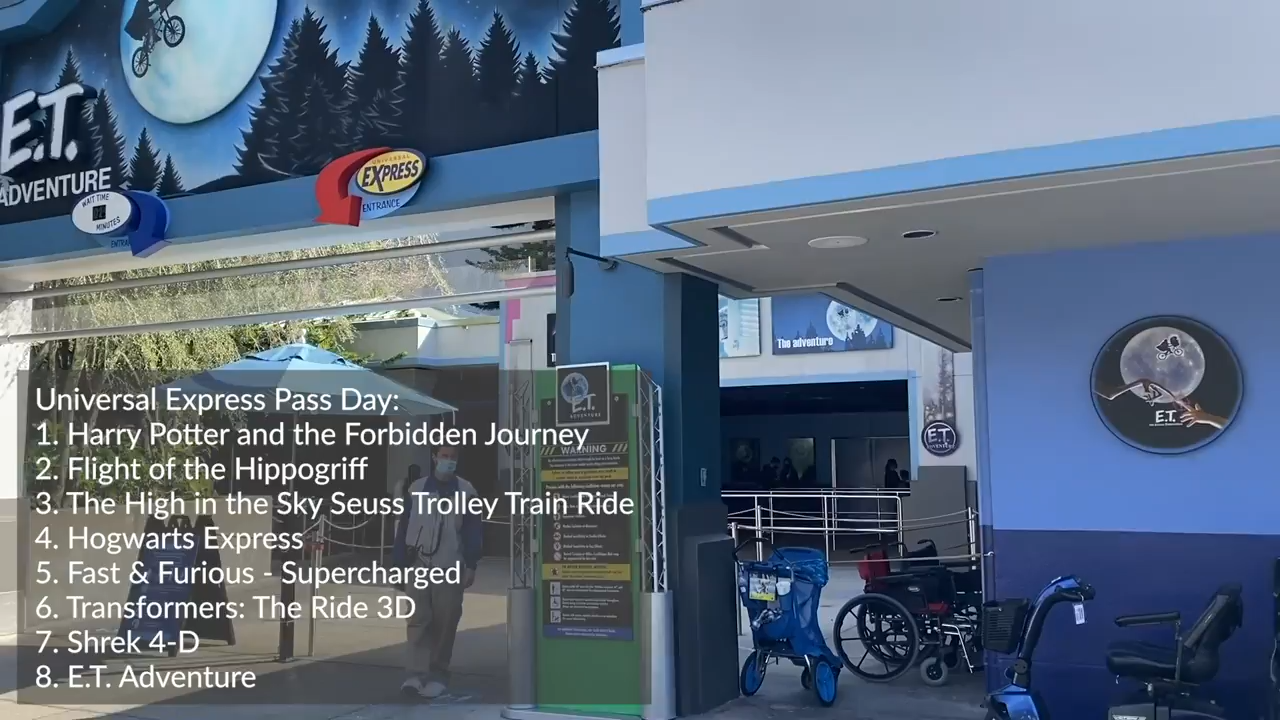 E.T.
ADVENTURE
WAIT TIME
MINUTES
UNIVERSAL
EXPRESS
ENTRANCE
The adventure
E.T.
ADVENTURE
WARNING
E.T.
E.T.
Universal Express Pass Day:
1. Harry Potter and the Forbidden Journey
2. Flight of the Hippogriff
3. The High in the Sky Seuss Trolley Train Ride
4. Hogwarts Express
5. Fast & Furious - Supercharged
6. Transformers: The Ride 3D
7. Shrek 4-D
8. E.T. Adventure